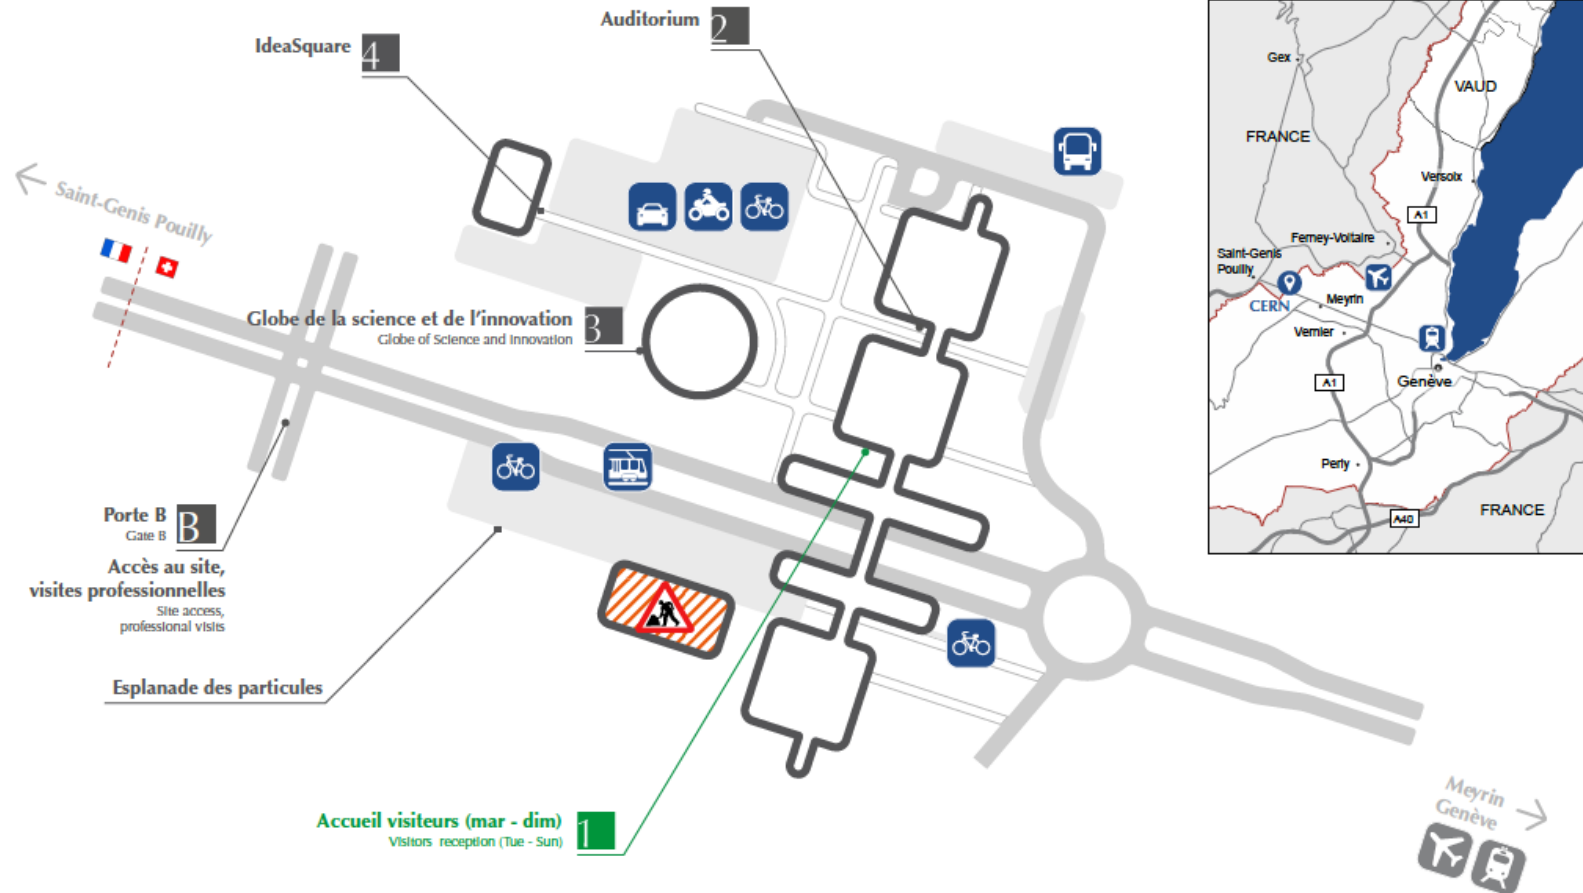 Auditorium
2
IdeaSquare
4
Saint-Genis Pouilly
Globe de la science et de l'innovation
Globe of Science and Innovation
3
Porte B
Gate B
B
Accès au site,
visites professionnelles
Site access,
professional visits
Esplanade des particules
Accueil visiteurs (mar - dim)
Visitors reception (Tue - Sun)
1
Meyrin
Genève
Gex
VAUD
FRANCE
Versoix
A1
Ferney-Voltaire
Saint-Genis
Pouilly
CERN
Meyrin
Vernier
A1
Genève
Perly
A40
FRANCE